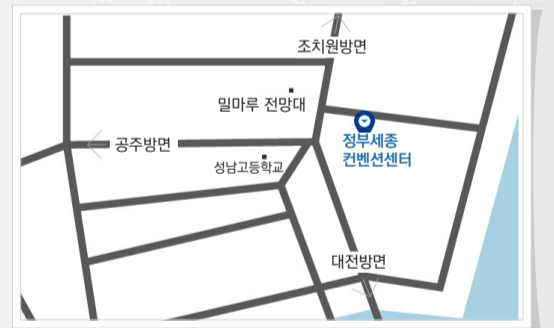 조치원방면
밀마루 전망대
공주방면
정부세종
컨벤션센터
성남고등학교
대전방면